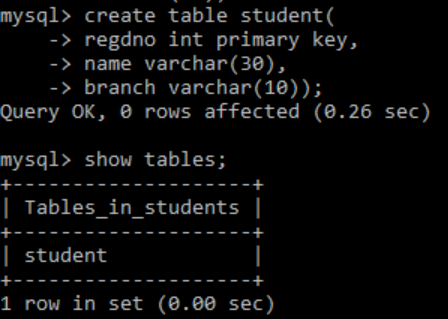 mysql> create table student(
    -> regdno int primary key,
    -> name varchar(30),
    -> branch varchar(10));
Query OK, 0 rows affected (0.26 sec)

mysql> show tables;
+--------------------+
| Tables_in_students |
+--------------------+
| student            |
+--------------------+
1 row in set (0.00 sec)